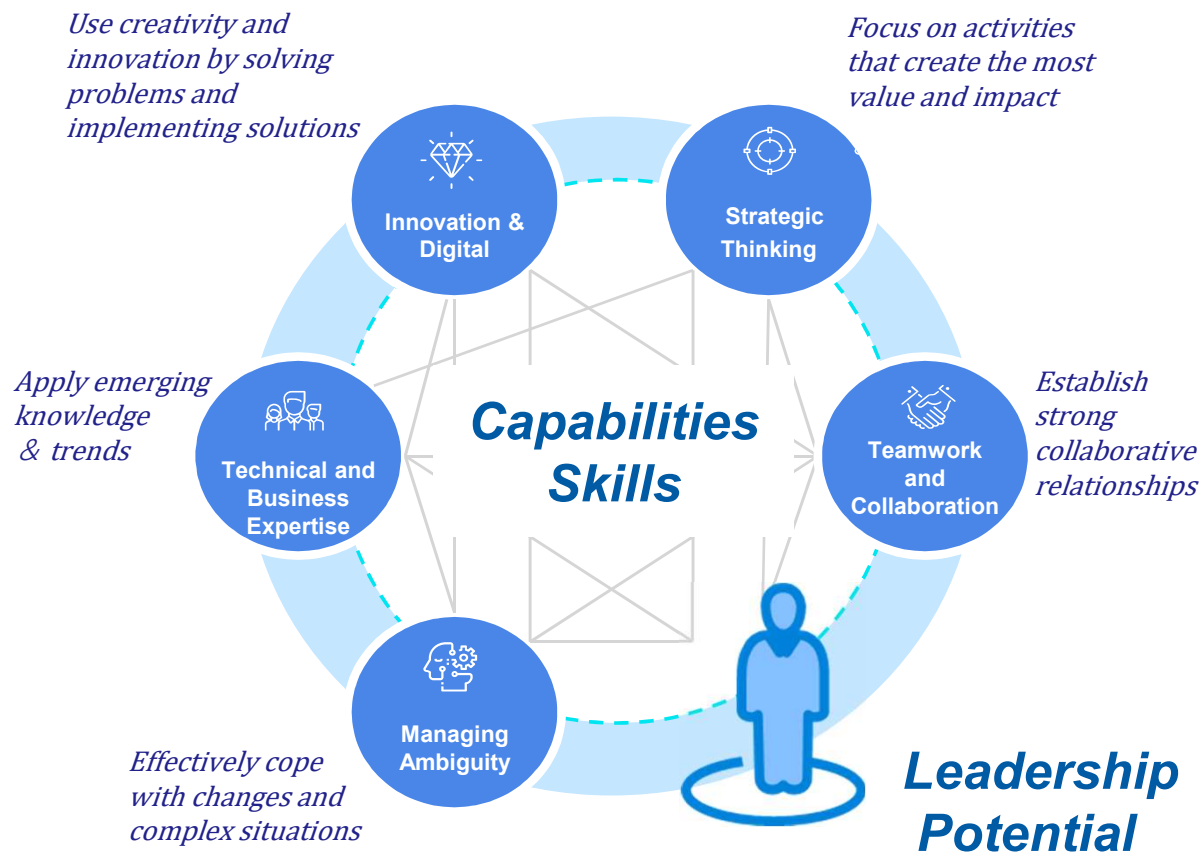 Use creativity and
innovation by solving
problems and
implementing solutions
Focus on activities
that create the most
value and impact
Innovation &
Digital
Strategic
Thinking
Apply emerging
knowledge
& trends
Technical and
Business
Expertise
Capabilities
Skills
Teamwork
and
Collaboration
Establish
strong
collaborative
relationships
Managing
Ambiguity
Effectively cope
with changes and
complex situations
Leadership
Potential